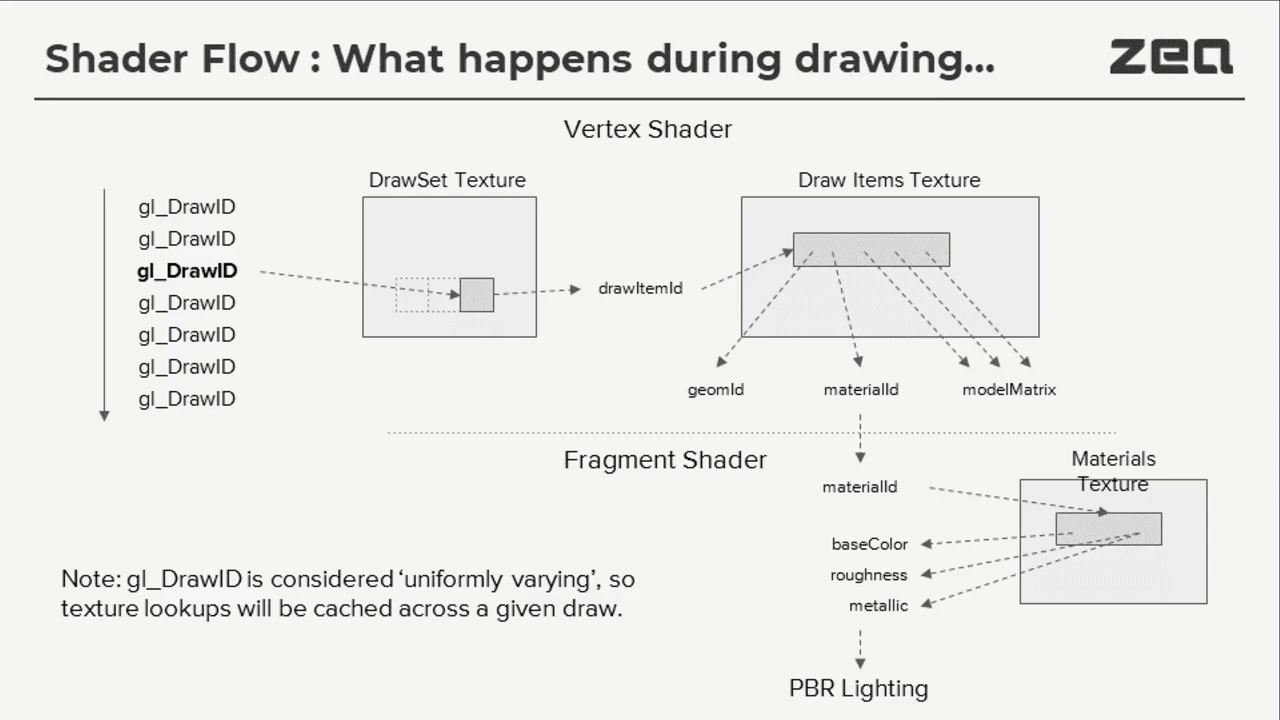 Shader Flow : What happens during drawing...
zea
Vertex Shader
DrawSet Texture
Draw Items Texture
gl_DrawID
gl_DrawID
gl_DrawID
gl_DrawID
gl_DrawID
gl_DrawID
gl_DrawID
drawItemId
geomId
materialId
modelMatrix
Fragment Shader
Materials
Texture
materialId
baseColor
roughness
metallic
Note: gl_DrawID is considered ‘uniformly varying’, so
texture lookups will be cached across a given draw.
PBR Lighting